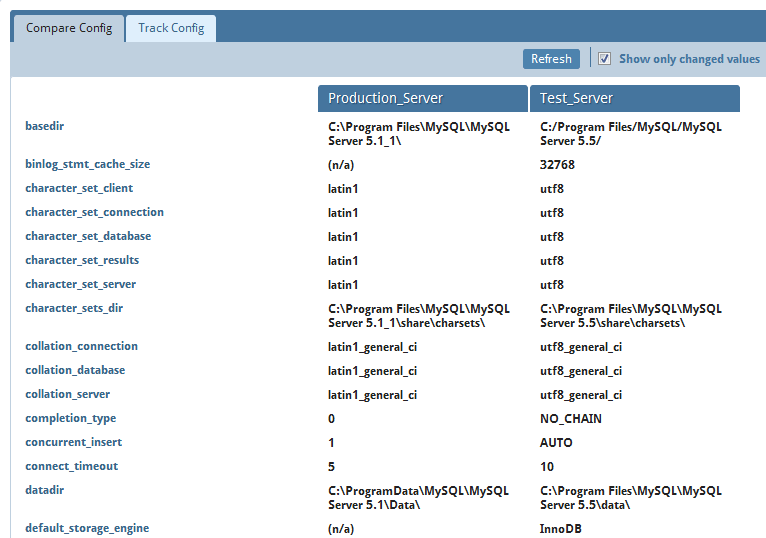 Compare Config Track Config
Refresh Show only changed values
Production_Server Test_Server
basedir C:\Program Files\MySQL\MySQL Server 5.1_1\ C:/Program Files/MySQL/MySQL Server 5.5/
binlog_stmt_cache_size (n/a) 32768
character_set_client latin1 utf8
character_set_connection latin1 utf8
character_set_database latin1 utf8
character_set_results latin1 utf8
character_set_server latin1 utf8
character_sets_dir C:\Program Files\MySQL\MySQL Server 5.1_1\share\charsets\ C:\Program Files\MySQL\MySQL Server 5.5\share\charsets\
collation_connection latin1_general_ci utf8_general_ci
collation_database latin1_general_ci utf8_general_ci
collation_server latin1_general_ci utf8_general_ci
completion_type 0 NO_CHAIN
concurrent_insert 1 AUTO
connect_timeout 5 10
datadir C:\ProgramData\MySQL\MySQL Server 5.1\Data\ C:\Program Files\MySQL\MySQL Server 5.5\data\
default_storage_engine (n/a) InnoDB